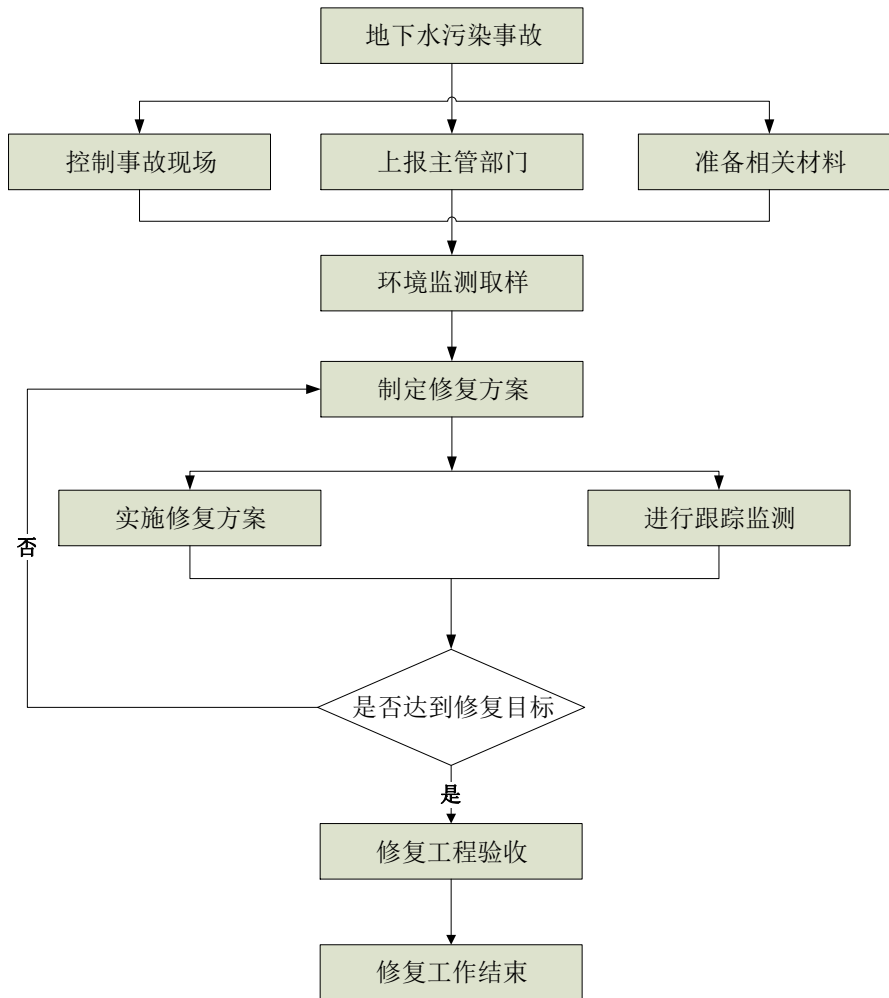 地下水污染事故
控制事故现场
上报主管部门
准备相关材料
环境监测取样
制定修复方案
实施修复方案
进行跟踪监测
否
是否达到修复目标
是
修复工程验收
修复工作结束